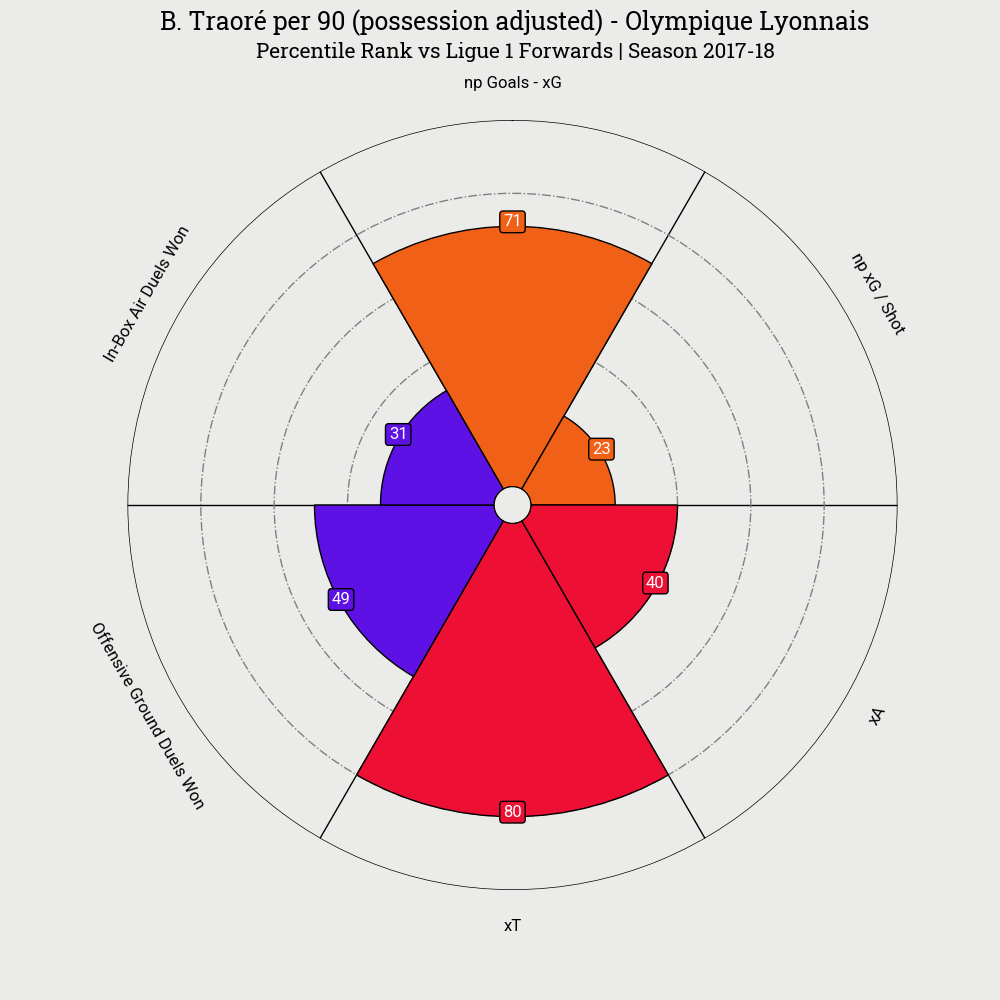 B. Traoré per 90 (possession adjusted) - Olympique Lyonnais
Percentile Rank vs Ligue 1 Forwards | Season 2017-18
np Goals - xG
71
In-Box Air Duels Won
np xG / Shot
31
23
40
49
Offensive Ground Duels Won
xA
80
xT